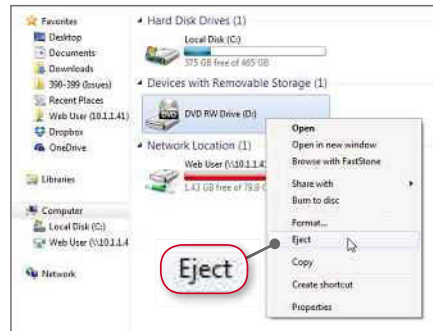 Favorites
Desktop
Documents
Downloads
390-399 (Issues)
Recent Places
Web User (10.1.1.41)
Dropbox
OneDrive
Libraries
Computer
Local Disk (C:)
Web User (\\10.1.1.4
Network
Hard Disk Drives (1)
Local Disk (C:)
375 GB free of 465 GB
Devices with Removable Storage (1)
DVD RW Drive (D:)
Network Location (1)
Web User (\\10.1.1.4
1.43 GB free of 79.9 G
Open
Open in new window
Browse with FastStone
Share with
Burn to disc
Format...
Eject
Copy
Create shortcut
Properties
Eject